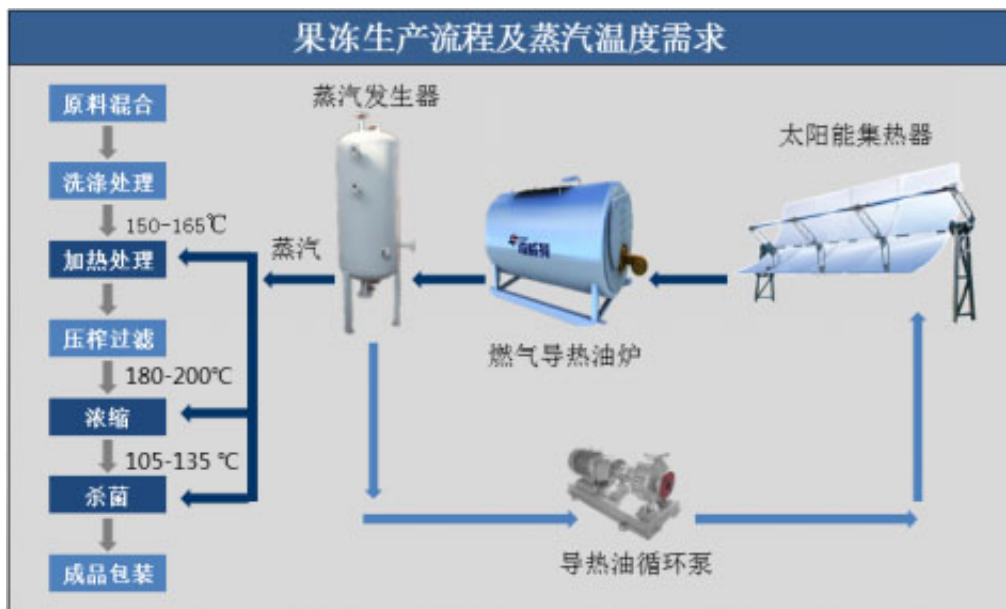 果冻生产流程及蒸汽温度需求
原料混合
洗涤处理
150-165℃
加热处理
压榨过滤
180-200℃
浓缩
105-135 ℃
杀菌
成品包装
蒸汽
蒸汽发生器
燃气导热油炉
太阳能集热器
导热油循环泵